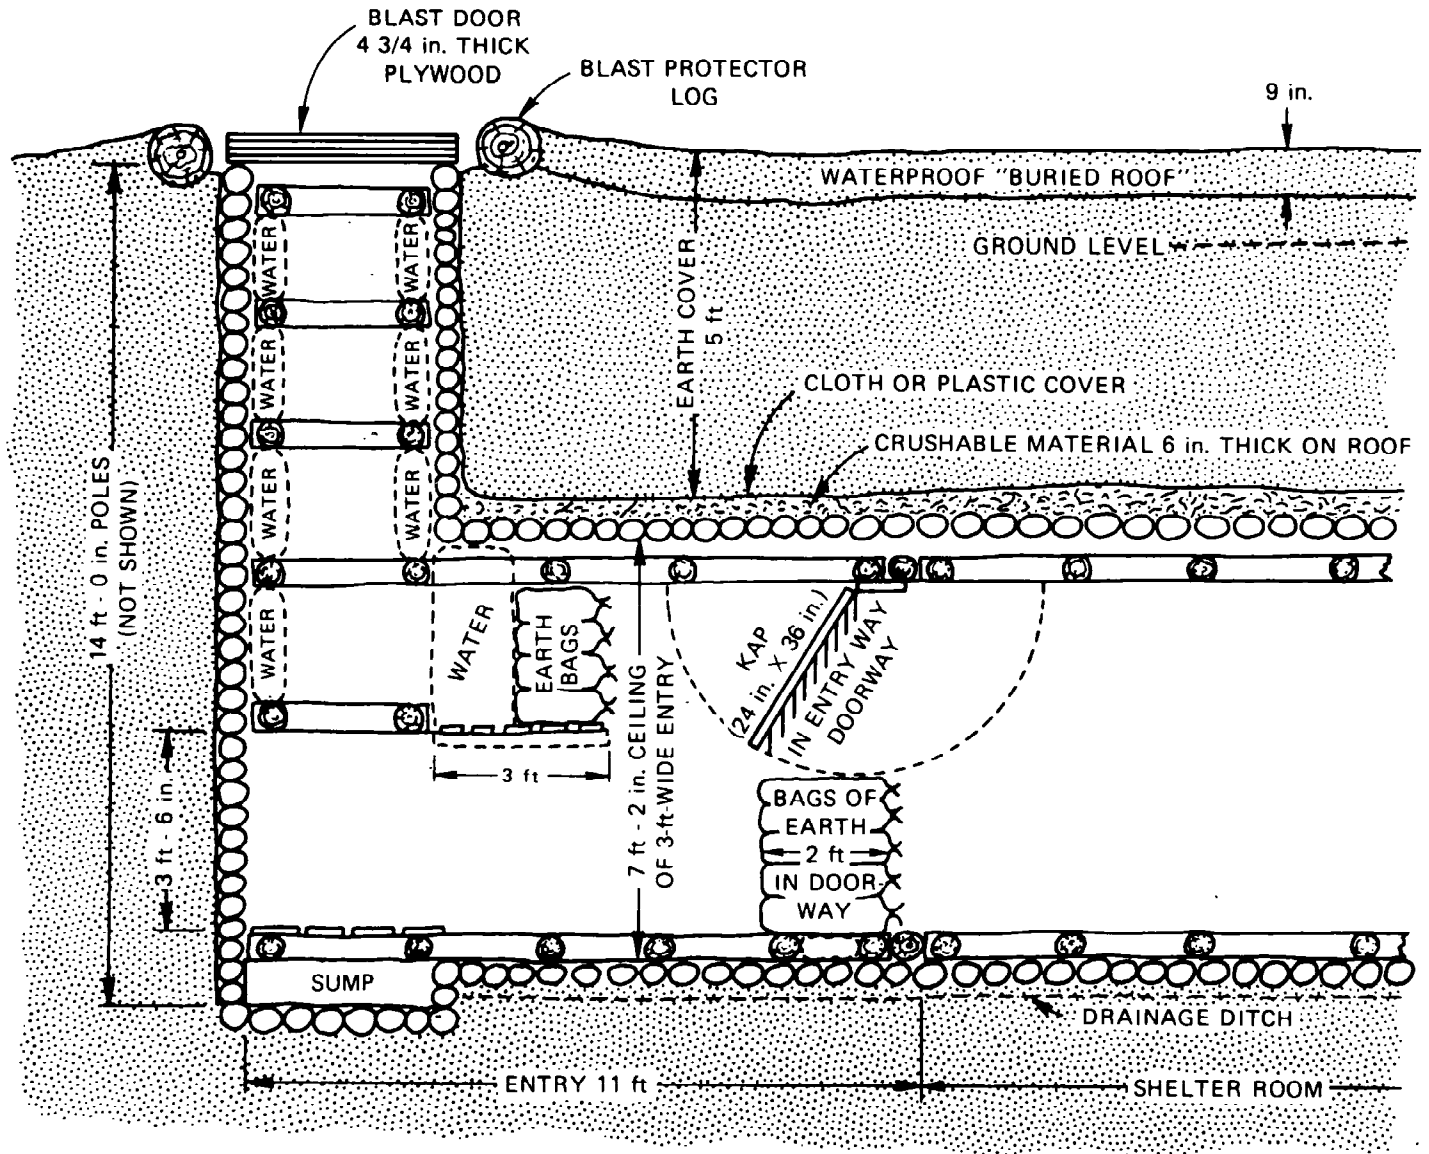 BLAST DOOR
4 3/4 in. THICK
PLYWOOD
BLAST PROTECTOR
LOG
9 in.
WATERPROOF "BURIED ROOF"
GROUND LEVEL
EARTH COVER
5 ft
CLOTH OR PLASTIC COVER
CRUSHABLE MATERIAL 6 in. THICK ON ROOF
WATER
WATER
WATER
WATER
WATER
WATER
WATER
14 ft - 0 in. POLES
(NOT SHOWN)
WATER
EARTH
BAGS
3 ft
3 ft - 6 in.
7 ft - 2 in. CEILING
OF 3-ft-WIDE ENTRY
KAP
(24 in. X 36 in.)
IN ENTRY WAY
DOORWAY
BAGS OF
EARTH
2 ft
IN DOOR-
WAY
SUMP
DRAINAGE DITCH
ENTRY 11 ft
SHELTER ROOM